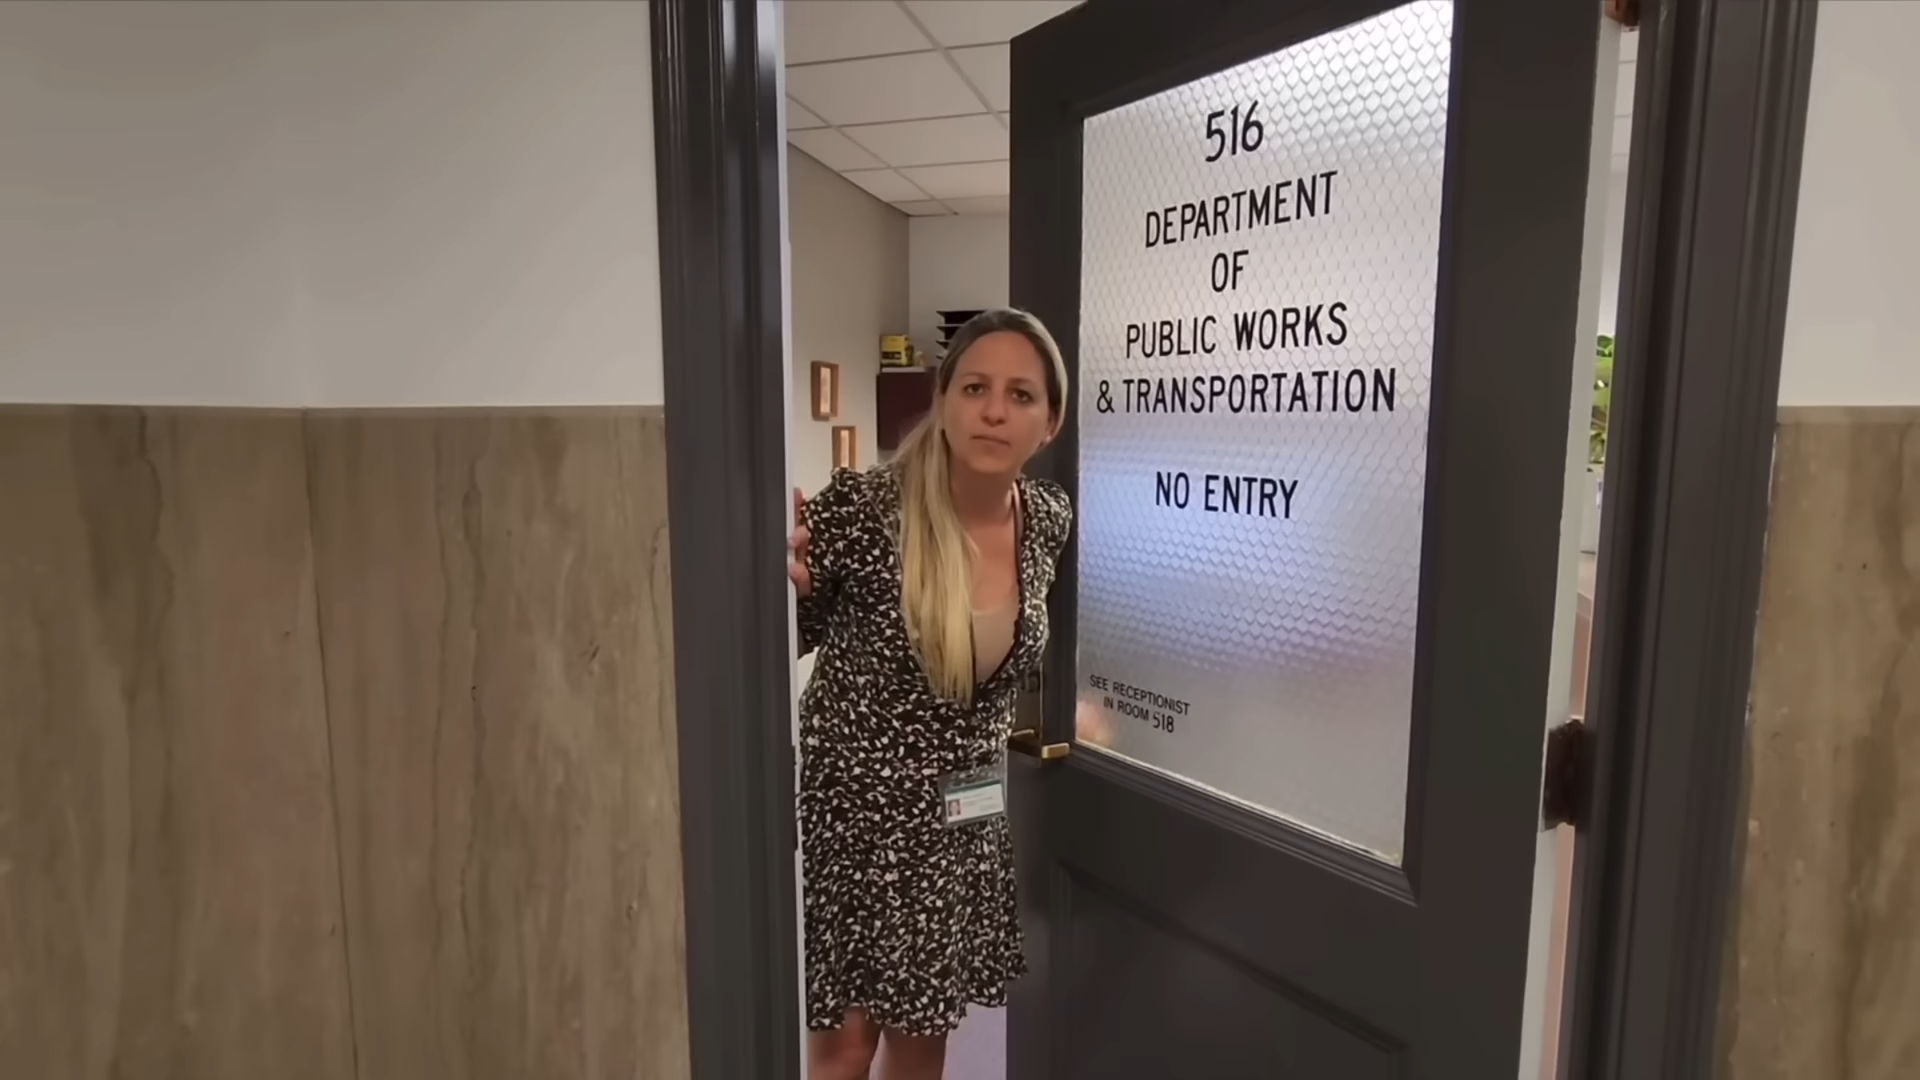 516
DEPARTMENT
OF
PUBLIC WORKS
& TRANSPORTATION
NO ENTRY
SEE RECEPTIONIST
IN ROOM 518